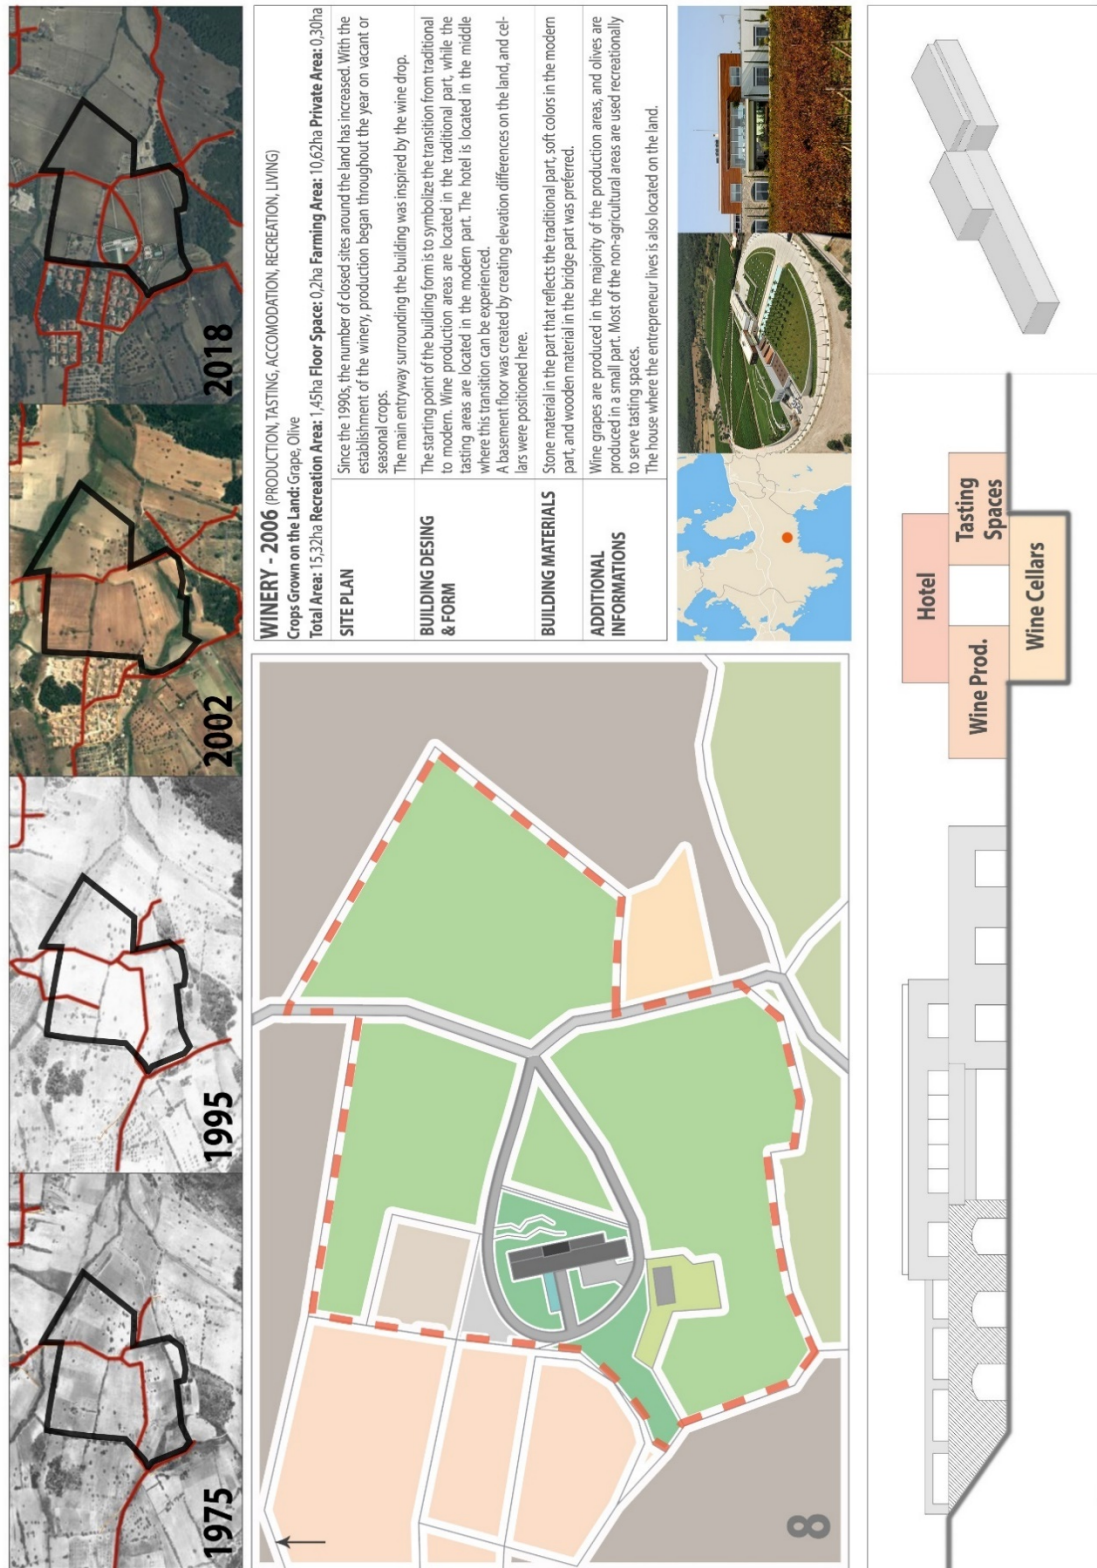 1975
1995
2002
2018
8
WINERY - 2006 (PRODUCTION, TASTING, ACCOMODATION, RECREATION, LIVING)
Crops Grown on the Land: Grape, Olive
Total Area: 15,32ha Recreation Area: 1,45ha Floor Space: 0,2ha Farming Area: 10,62ha Private Area: 0,30ha
SITE PLAN
Since the 1990s, the number of closed sites around the land has increased. With the
establishment of the winery, production began throughout the year on vacant or
seasonal crops.
The main entryway surrounding the building was inspired by the wine drop.
BUILDING DESING
& FORM
The starting point of the building form is to symbolize the transition from traditional
to modern. Wine production areas are located in the traditional part, while the
tasting areas are located in the modern part. The hotel is located in the middle
where this transition can be experienced.
A basement floor was created by creating elevation differences on the land, and cel-
lars were positioned here.
BUILDING MATERIALS
Stone material in the part that reflects the traditional part, soft colors in the modern
part, and wooden material in the bridge part was preferred.
ADDITIONAL
INFORMATIONS
Wine grapes are produced in the majority of the production areas, and olives are
produced in a small part. Most of the non-agricultural areas are used recreationally
to serve tasting spaces.
The house where the entrepreneur lives is also located on the land.
Hotel
Wine Prod.
Tasting
Spaces
Wine Cellars